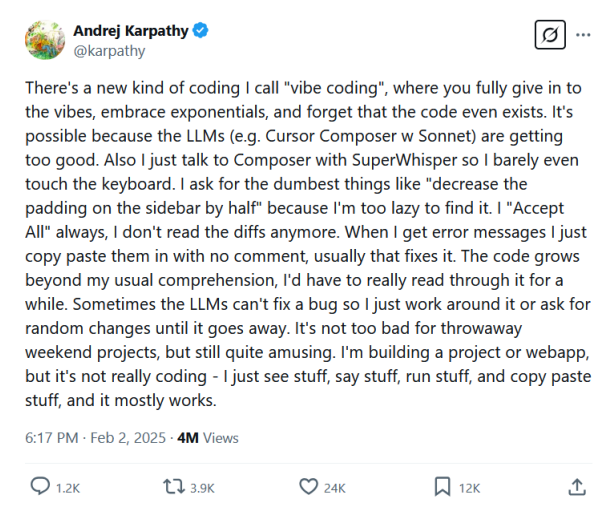 Andrej Karpathy
@karpathy
There's a new kind of coding I call "vibe coding", where you fully give in to
the vibes, embrace exponentials, and forget that the code even exists. It's
possible because the LLMs (e.g. Cursor Composer w Sonnet) are getting
too good. Also I just talk to Composer with SuperWhisper so I barely even
touch the keyboard. I ask for the dumbest things like "decrease the
padding on the sidebar by half" because I'm too lazy to find it. I "Accept
All" always, I don't read the diffs anymore. When I get error messages I just
copy paste them in with no comment, usually that fixes it. The code grows
beyond my usual comprehension, I'd have to really read through it for a
while. Sometimes the LLMs can't fix a bug so I just work around it or ask for
random changes until it goes away. It's not too bad for throwaway
weekend projects, but still quite amusing. I'm building a project or webapp,
but it's not really coding - I just see stuff, say stuff, run stuff, and copy paste
stuff, and it mostly works.
6:17 PM · Feb 2, 2025 · 4M Views
1.2K 3.9K 24K 12K